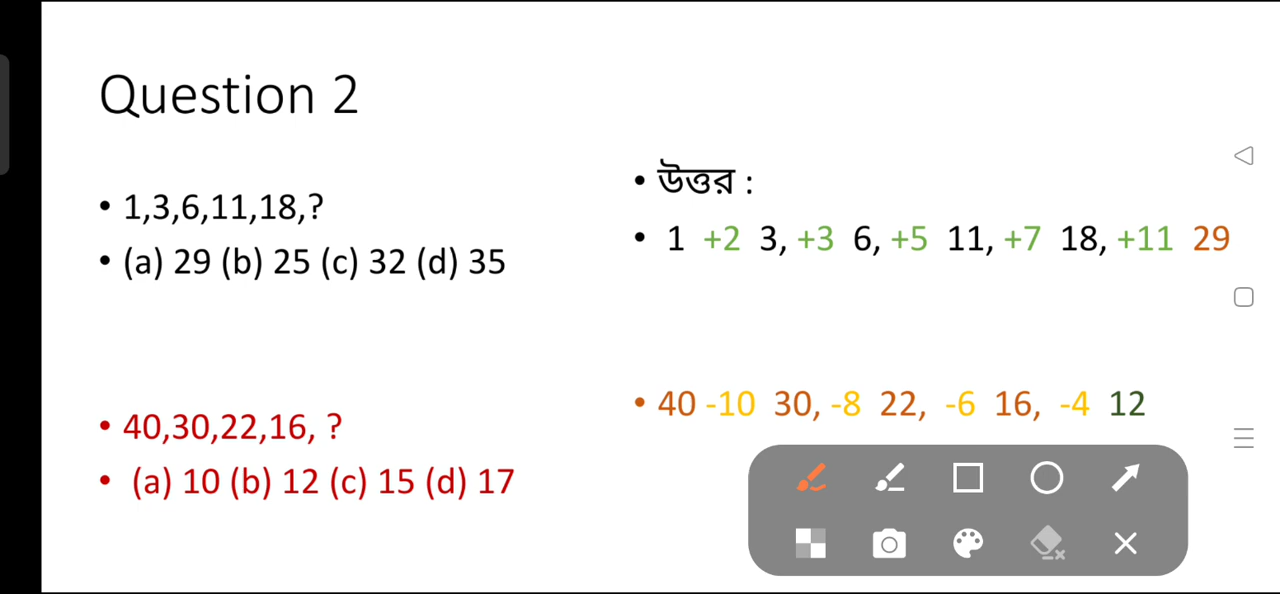 Question 2
• 1,3,6,11,18,?
• (a) 29 (b) 25 (c) 32 (d) 35
• 40,30,22,16, ?
• (a) 10 (b) 12 (c) 15 (d) 17
• উত্তর :
• 1 +2 3, +3 6, +5 11, +7 18, +11 29
• 40 -10 30, -8 22, -6 16, -4 12